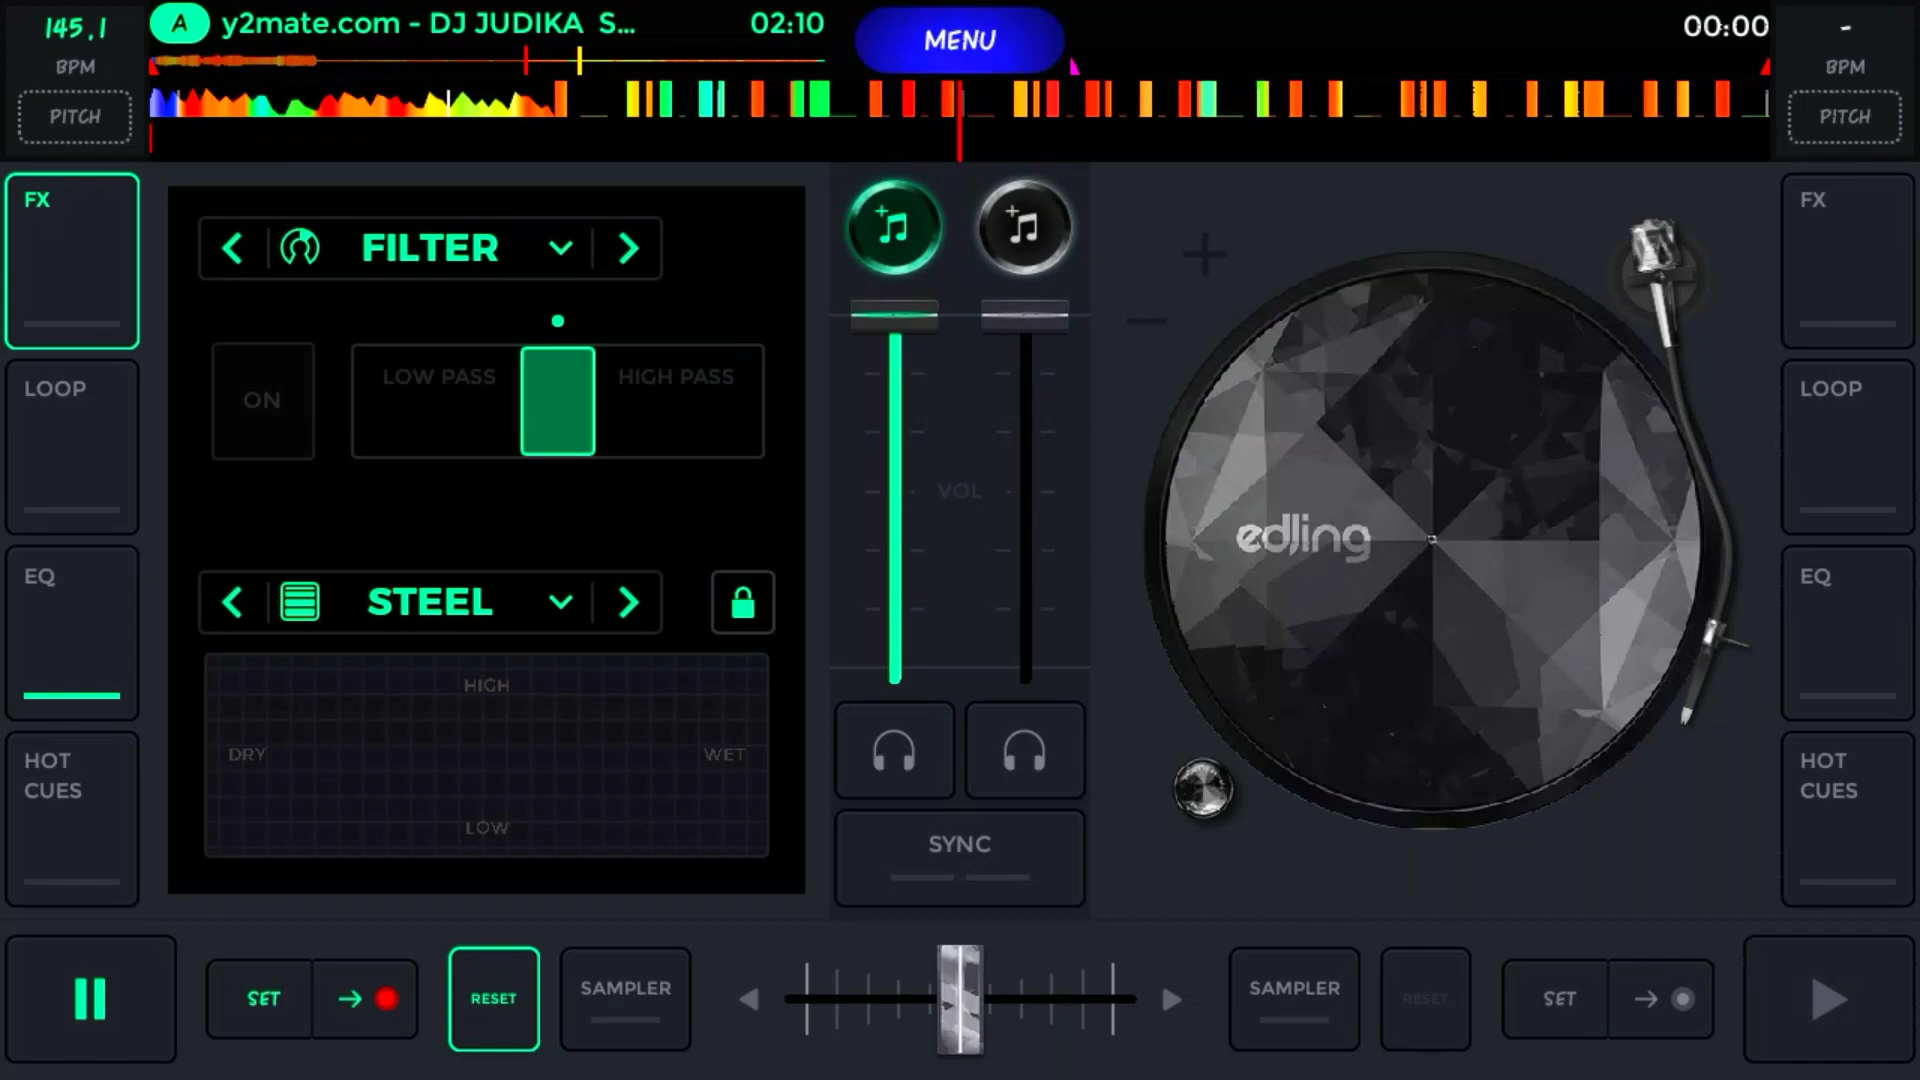 145,1
BPM
PITCH
A
y2mate.com - DJ JUDIKA S...
02:10
MENU
00:00
-
BPM
PITCH
FX
LOOP
EQ
HOT
CUES
FILTER
ON
LOW PASS
HIGH PASS
STEEL
HIGH
DRY
WET
LOW
VOL
SYNC
edjing
FX
LOOP
EQ
HOT
CUES
SET
RESET
SAMPLER
SAMPLER
RESET
SET